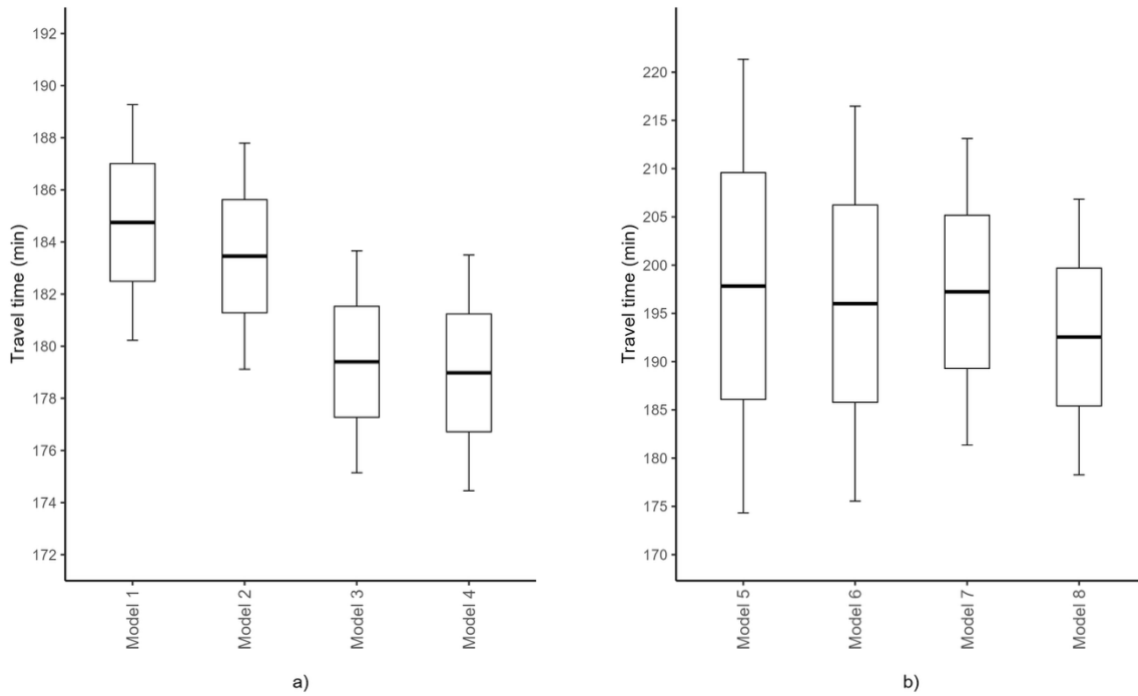 Travel time (min)
192
190
188
186
184
182
180
178
176
174
172
Model 1
Model 2
Model 3
Model 4
a)
Travel time (min)
220
215
210
205
200
195
190
185
180
175
170
Model 5
Model 6
Model 7
Model 8
b)